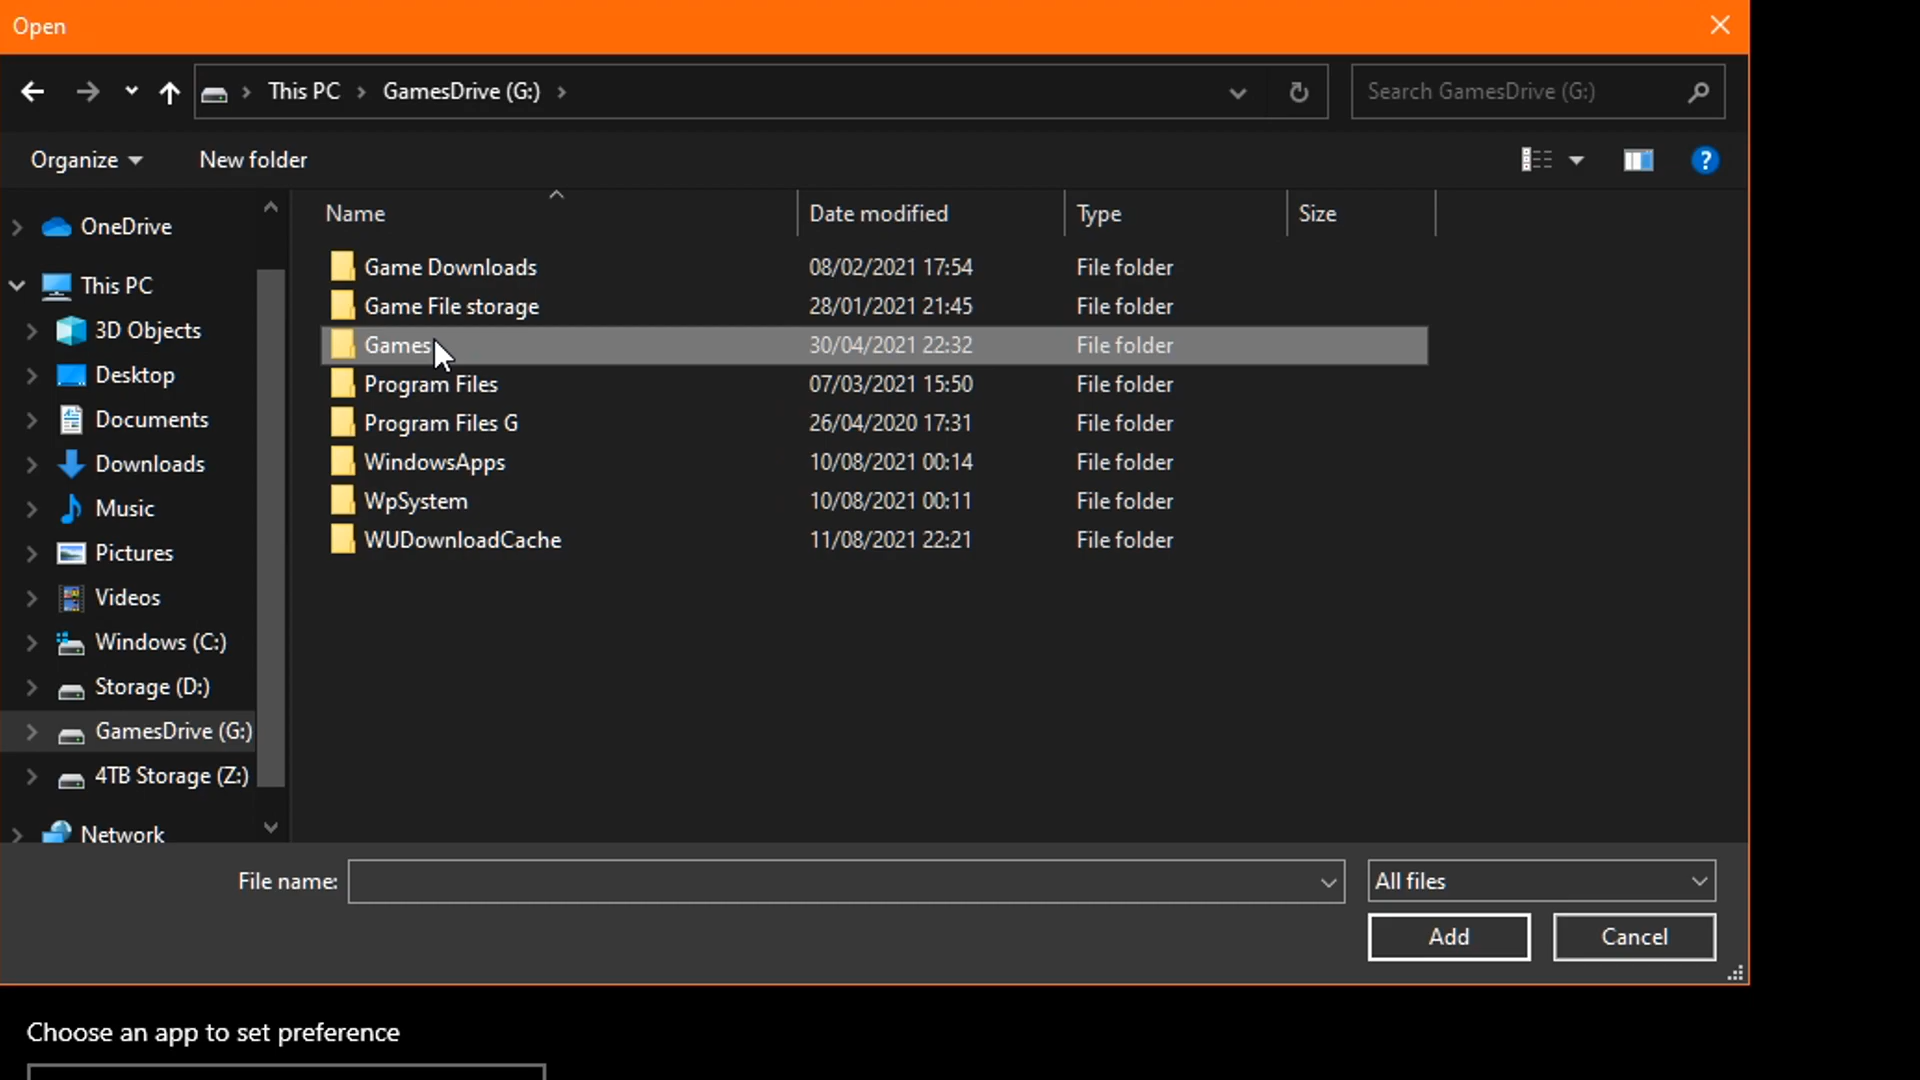 Open
This PC > GamesDrive (G:) >
Search GamesDrive (G:)
Organize
New folder
?
Name
Date modified
Type
Size
OneDrive
This PC
3D Objects
Desktop
Documents
Downloads
Music
Pictures
Videos
Windows (C:)
Storage (D:)
GamesDrive (G:)
4TB Storage (Z:)
Network
Game Downloads 08/02/2021 17:54 File folder
Game File storage 28/01/2021 21:45 File folder
Games 30/04/2021 22:32 File folder
Program Files 07/03/2021 15:50 File folder
Program Files G 26/04/2020 17:31 File folder
WindowsApps 10/08/2021 00:14 File folder
WpSystem 10/08/2021 00:11 File folder
WUDownloadCache 11/08/2021 22:21 File folder
File name:
All files
Add
Cancel
Choose an app to set preference